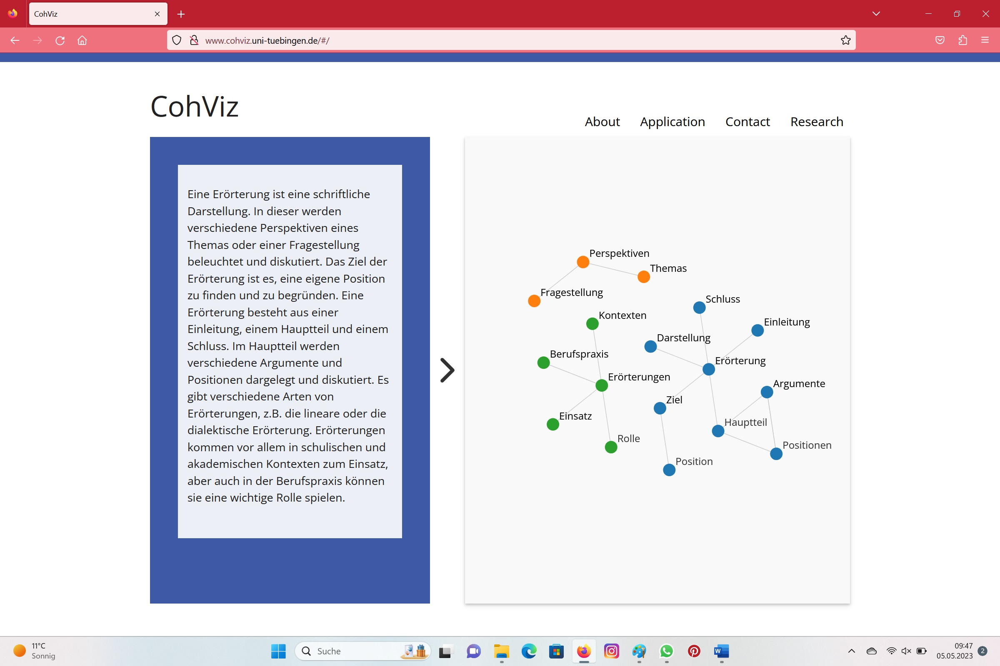 CohViz
www.cohviz.uni-tuebingen.de/#/
CohViz
About Application Contact Research
Eine Erörterung ist eine schriftliche
Darstellung. In dieser werden
verschiedene Perspektiven eines
Themas oder einer Fragestellung
beleuchtet und diskutiert. Das Ziel der
Erörterung ist es, eine eigene Position
zu finden und zu begründen. Eine
Erörterung besteht aus einer
Einleitung, einem Hauptteil und einem
Schluss. Im Hauptteil werden
verschiedene Argumente und
Positionen dargelegt und diskutiert. Es
gibt verschiedene Arten von
Erörterungen, z.B. die lineare oder die
dialektische Erörterung. Erörterungen
kommen vor allem in schulischen und
akademischen Kontexten zum Einsatz,
aber auch in der Berufspraxis können
sie eine wichtige Rolle spielen.
Perspektiven
Themas
Fragestellung
Schluss
Kontexten
Einleitung
Darstellung
Berufspraxis
Erörterung
Erörterungen
Argumente
Ziel
Einsatz
Hauptteil
Rolle
Positionen
Position
11°C
Sonnig
Suche
W
09:47
05.05.2023
2